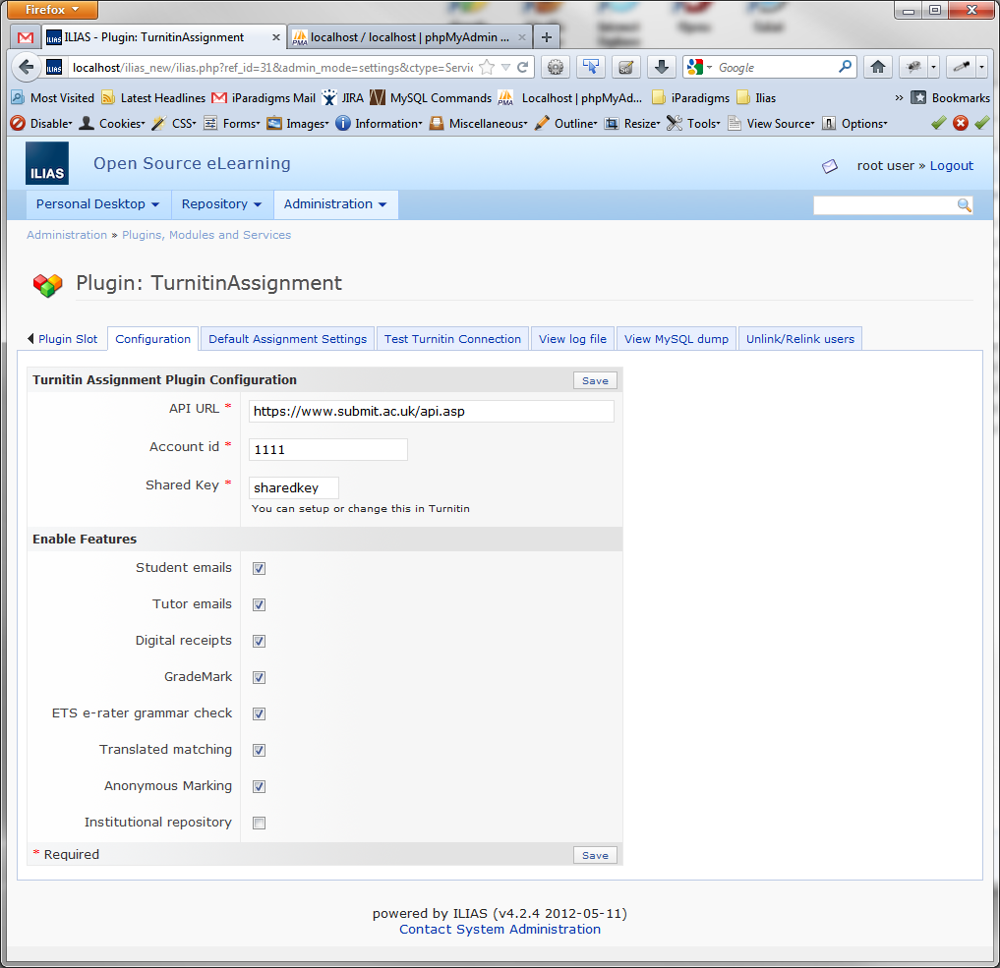 Firefox
ILIAS - Plugin: TurnitinAssignment
localhost / localhost | phpMyAdmin ...
localhost/ilias_new/ilias.php?ref_id=31&admin_mode=settings&ctype=Servi
Google
Most Visited Latest Headlines iParadigms Mail JIRA MySQL Commands Localhost | phpMyAd... iParadigms Ilias » Bookmarks
Disable Cookies CSS Forms Images Information Miscellaneous Outline Resize Tools View Source Options
ILIAS
Open Source eLearning
root user » Logout
Personal Desktop Repository Administration
Administration » Plugins, Modules and Services
Plugin: TurnitinAssignment
Plugin Slot Configuration Default Assignment Settings Test Turnitin Connection View log file View MySQL dump Unlink/Relink users
Turnitin Assignment Plugin Configuration Save
API URL * https://www.submit.ac.uk/api.asp
Account id * 1111
Shared Key * sharedkey
You can setup or change this in Turnitin
Enable Features
Student emails
Tutor emails
Digital receipts
GradeMark
ETS e-rater grammar check
Translated matching
Anonymous Marking
Institutional repository
* Required Save
powered by ILIAS (v4.2.4 2012-05-11)
Contact System Administration